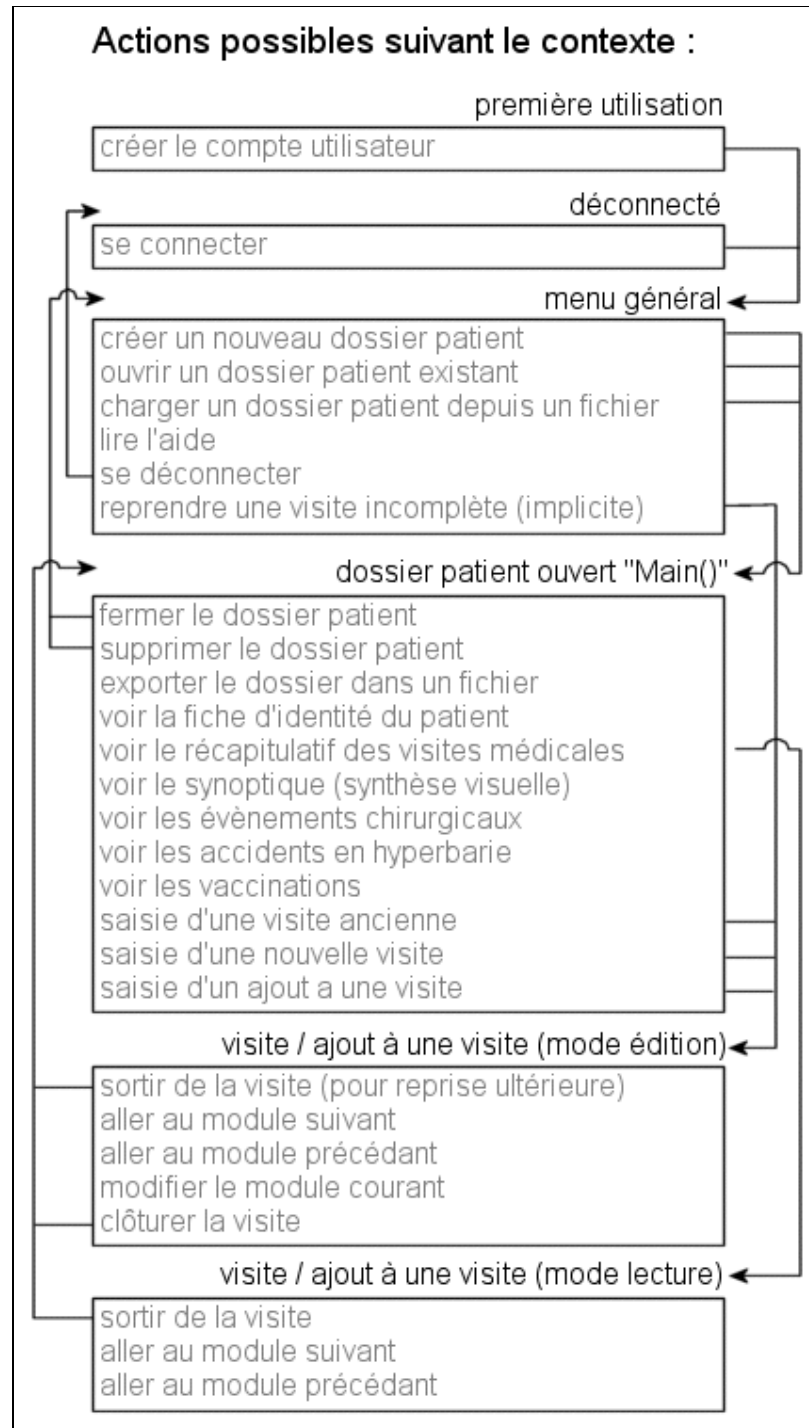 Actions possibles suivant le contexte :
première utilisation
créer le compte utilisateur
déconnecté
se connecter
menu général
créer un nouveau dossier patient
ouvrir un dossier patient existant
charger un dossier patient depuis un fichier
lire l'aide
se déconnecter
reprendre une visite incomplète (implicite)
dossier patient ouvert "Main()"
fermer le dossier patient
supprimer le dossier patient
exporter le dossier dans un fichier
voir la fiche d'identité du patient
voir le récapitulatif des visites médicales
voir le synoptique (synthèse visuelle)
voir les évènements chirurgicaux
voir les accidents en hyperbarie
voir les vaccinations
saisie d'une visite ancienne
saisie d'une nouvelle visite
saisie d'un ajout a une visite
visite / ajout à une visite (mode édition)
sortir de la visite (pour reprise ultérieure)
aller au module suivant
aller au module précédant
modifier le module courant
clôturer la visite
visite / ajout à une visite (mode lecture)
sortir de la visite
aller au module suivant
aller au module précédant